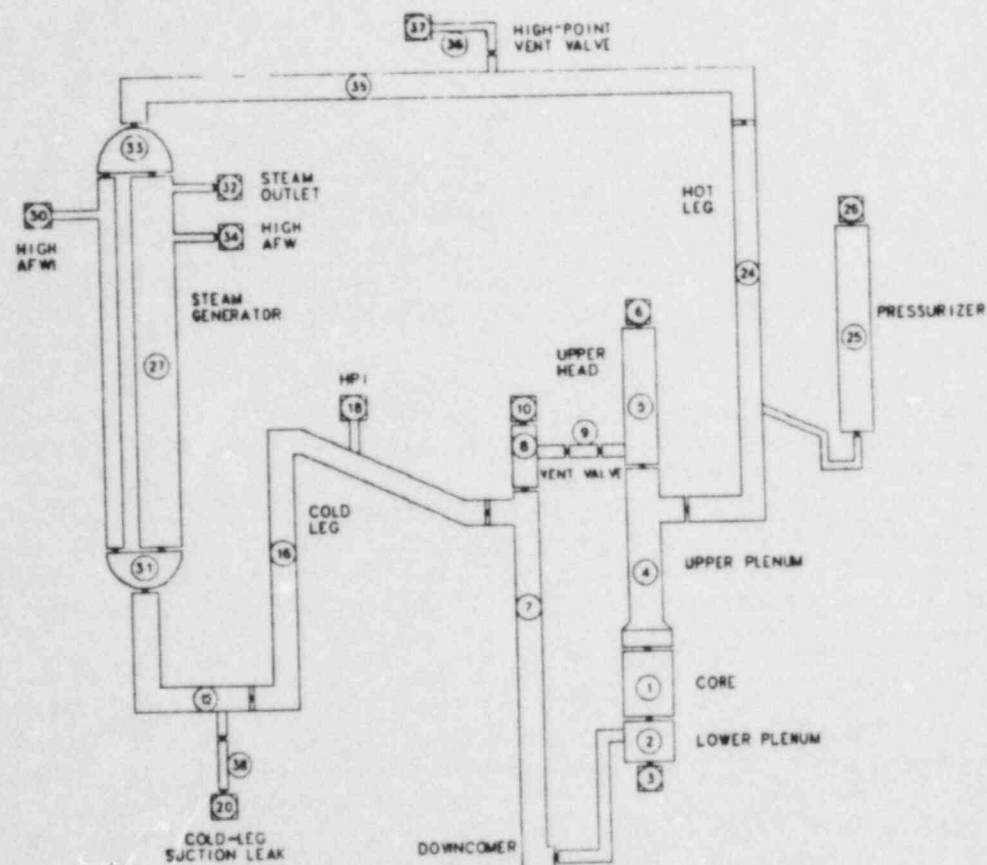 37
36
HIGH-POINT
VENT VALVE
35
33
32
STEAM
OUTLET
30
34
HIGH
AFW
HIGH
AFW
HOT
LEG
26
24
PRESSURIZER
STEAM
GENERATOR
27
6
25
UPPER
HEAD
HPI
18
10
9
5
8
VENT VALVE
COLD
LEG
16
31
4
UPPER PLENUM
7
1
CORE
12
2
LOWER PLENUM
38
3
20
COLD-LEG
SUCTION LEAK
DOWNCOMER